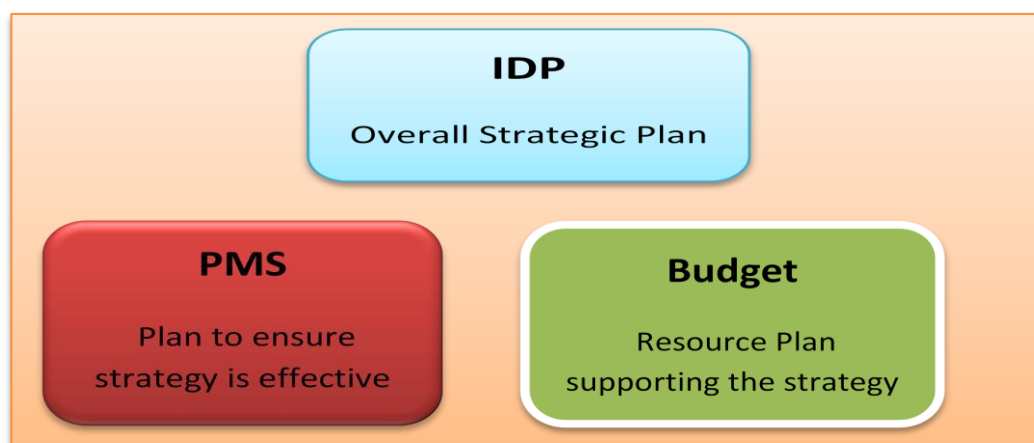 IDP
Overall Strategic Plan
PMS
Plan to ensure
strategy is effective
Budget
Resource Plan
supporting the strategy